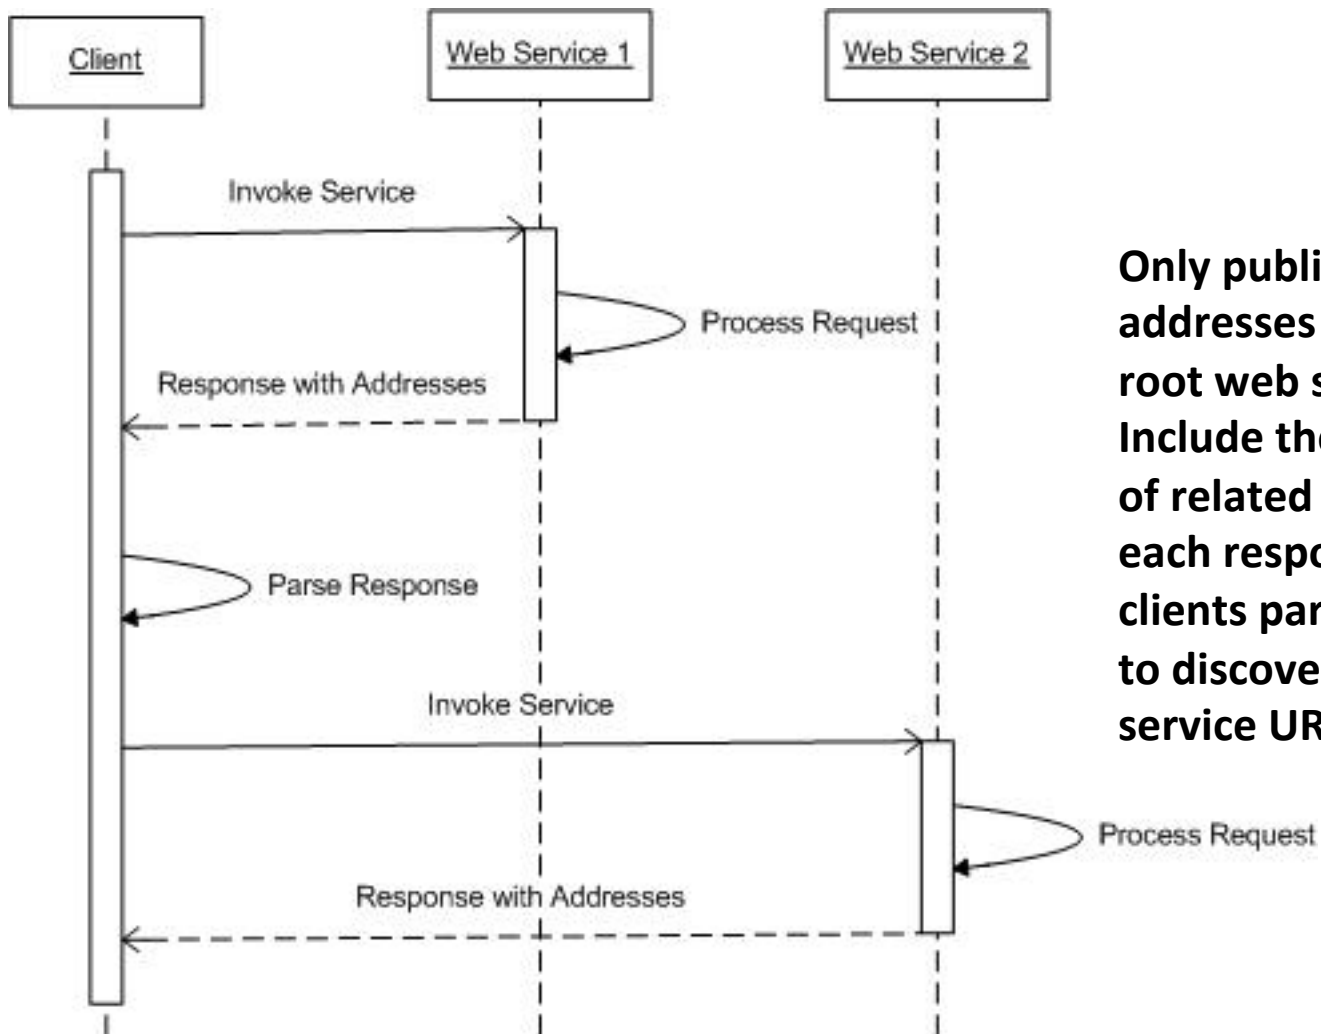 Client
Web Service 1
Web Service 2
Invoke Service
Process Request
Response with Addresses
Parse Response
Invoke Service
Process Request
Response with Addresses
Only publi
addresses
root web s
Include the
of related
each respo
clients par
to discove
service UR